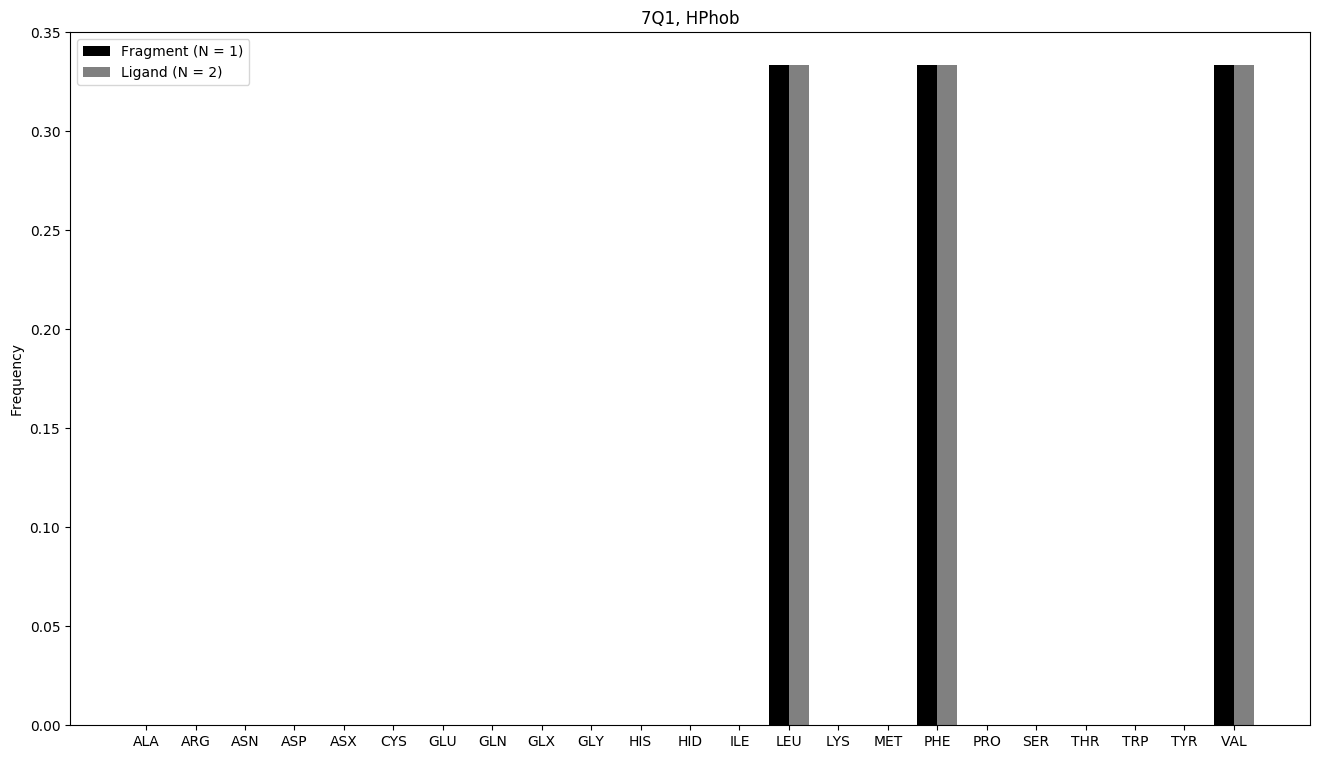 7Q1, HPhob
Fragment (N = 1)
Ligand (N = 2)
Frequency
0.35
0.30
0.25
0.20
0.15
0.10
0.05
0.00
ALA ARG ASN ASP ASX CYS GLU GLN GLX GLY HIS HID ILE LEU LYS MET PHE PRO SER THR TRP TYR VAL